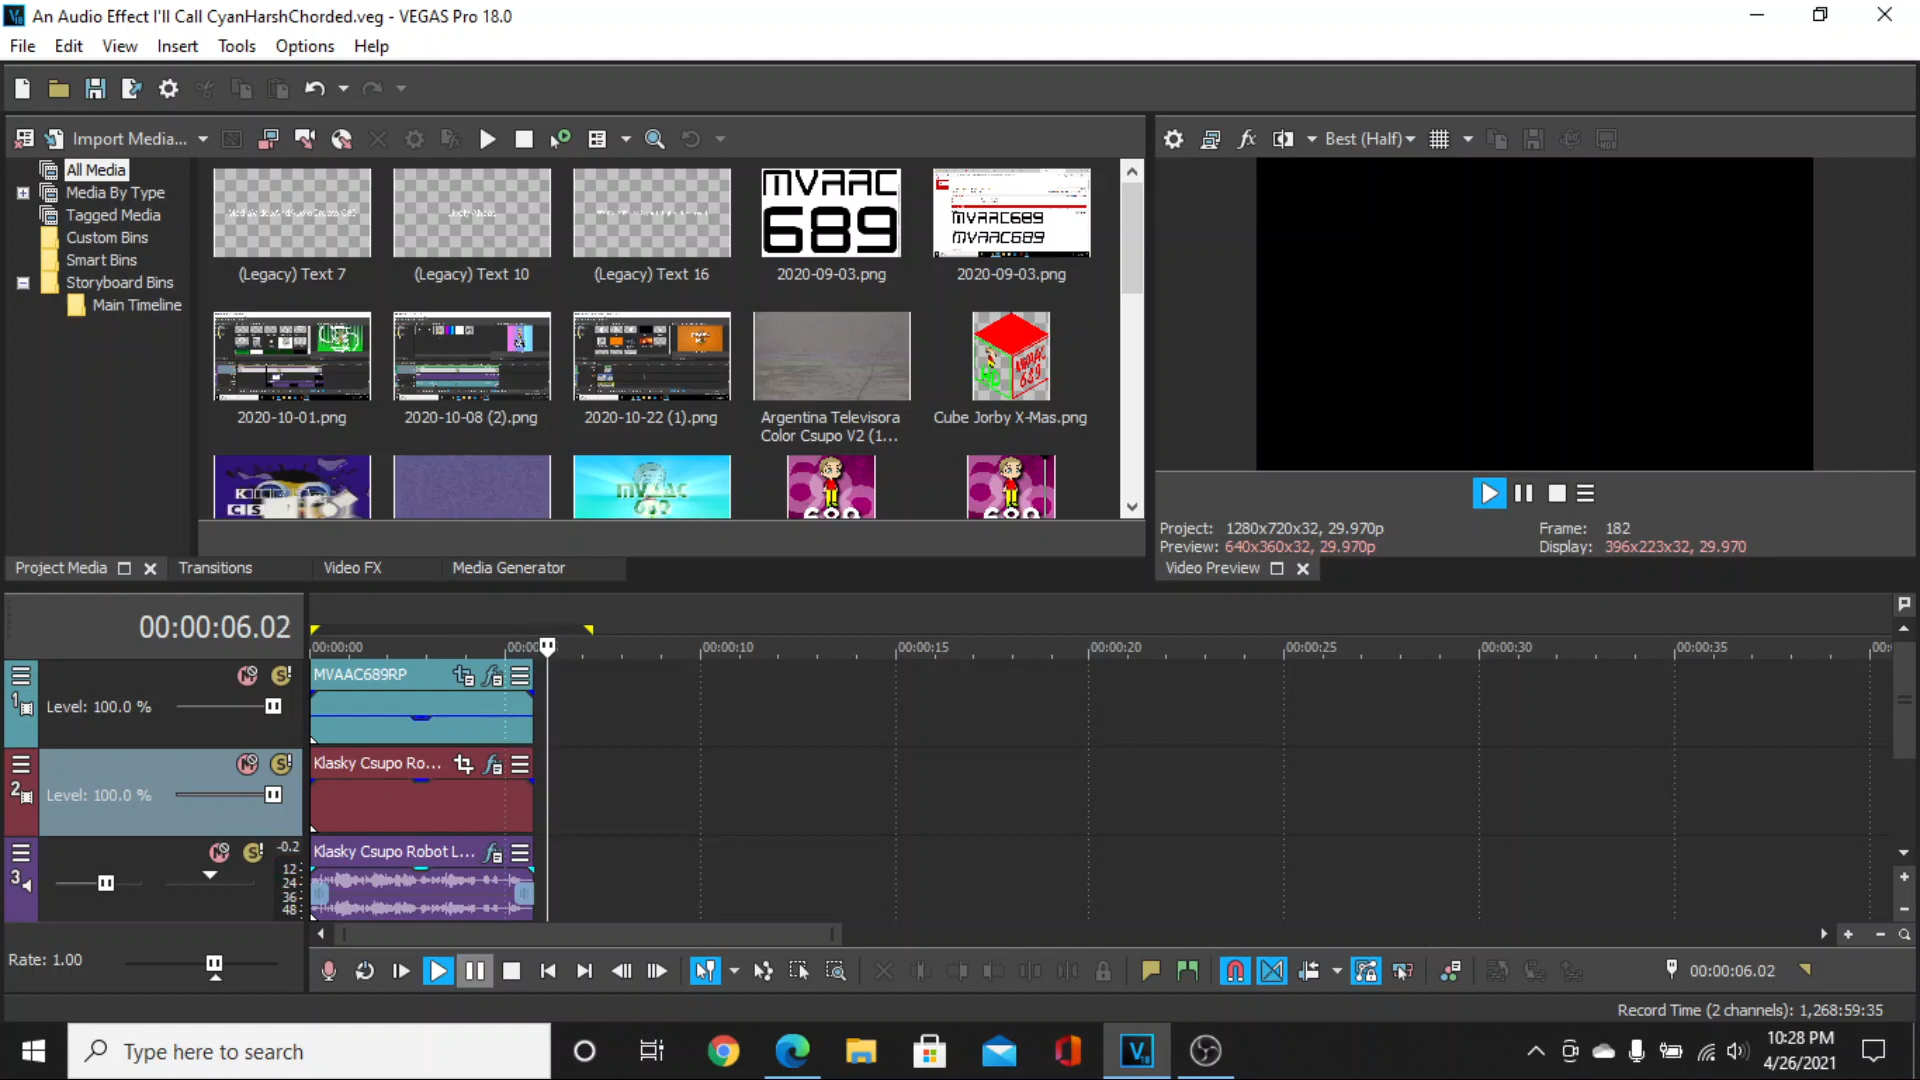 An Audio Effect I'll Call CyanHarshChorded.veg - VEGAS Pro 18.0
File Edit View Insert Tools Options Help
Import Media...
Best (Half)
All Media
Media By Type
Tagged Media
Custom Bins
Smart Bins
Storyboard Bins
Main Timeline
MVAAC
689
MVAAC689
MVAAC689
(Legacy) Text 7
(Legacy) Text 10
(Legacy) Text 16
2020-09-03.png
2020-09-03.png
2020-10-01.png
2020-10-08 (2).png
2020-10-22 (1).png
Argentina Televisora
Color Csupo V2 (1...
Cube Jorby X-Mas.png
MVAAC
689
689
689
Project: 1280x720x32, 29.970p
Frame: 182
Preview: 640x360x32, 29.970p
Display: 396x223x32, 29.970
Project Media
Transitions
Video FX
Media Generator
Video Preview
00:00:06.02
00:00:00
00:00:10
00:00:15
00:00:20
00:00:25
00:00:30
00:00:35
MVAAC689RP
1
Level: 100.0 %
Klasky Csupo Ro...
2
Level: 100.0 %
Klasky Csupo Robot L...
3
-0.2
12
24
36
48
Rate: 1.00
00:00:06.02
Record Time (2 channels): 1,268:59:35
Type here to search
10:28 PM
4/26/2021